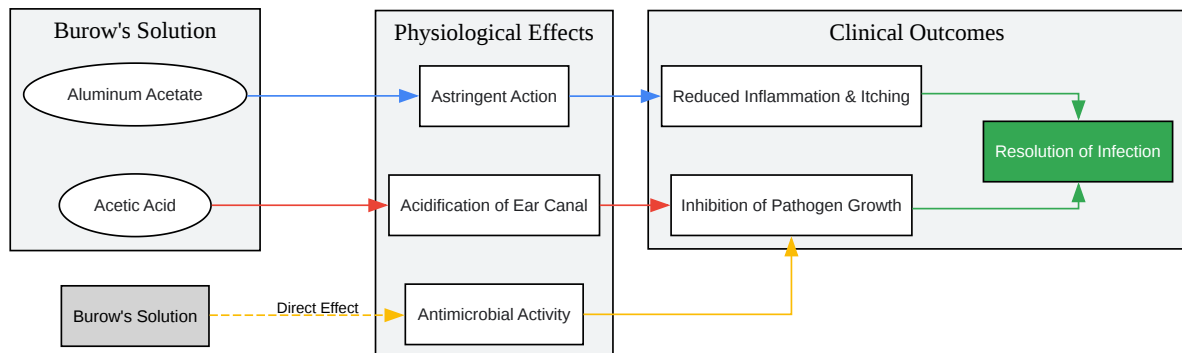 Burow's Solution
Physiological Effects
Clinical Outcomes
Aluminum Acetate
Astringent Action
Reduced Inflammation & Itching
Resolution of Infection
Acetic Acid
Acidification of Ear Canal
Inhibition of Pathogen Growth
Burow's Solution
Direct Effect
Antimicrobial Activity